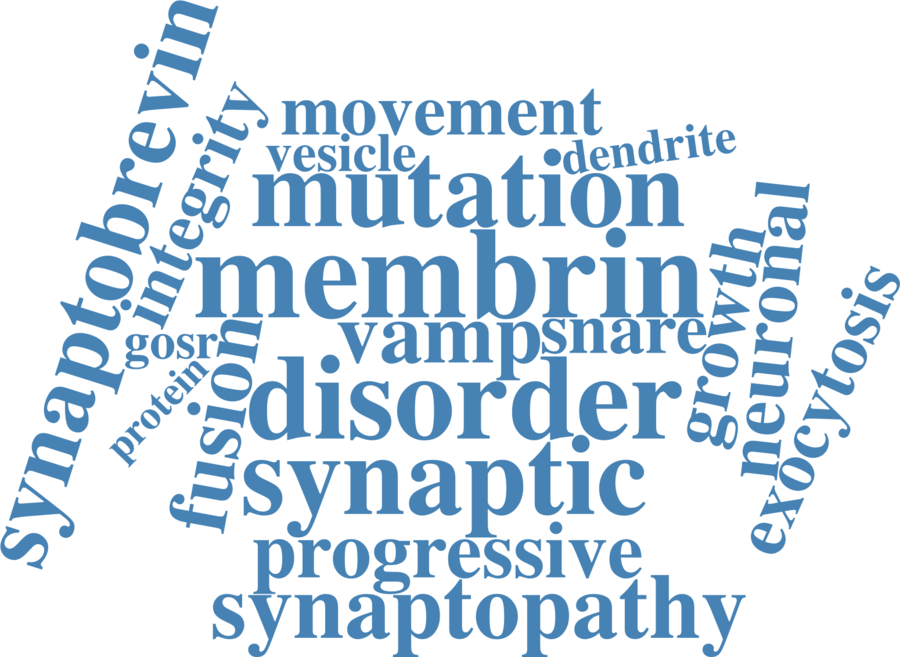 synaptobrevin
integrity
movement
vesicle
dendrite
mutation
membrin
growth
neuronal
exocytosis
gosr
vamp
snare
protein
fusion
disorder
synaptic
progressive
synaptopathy